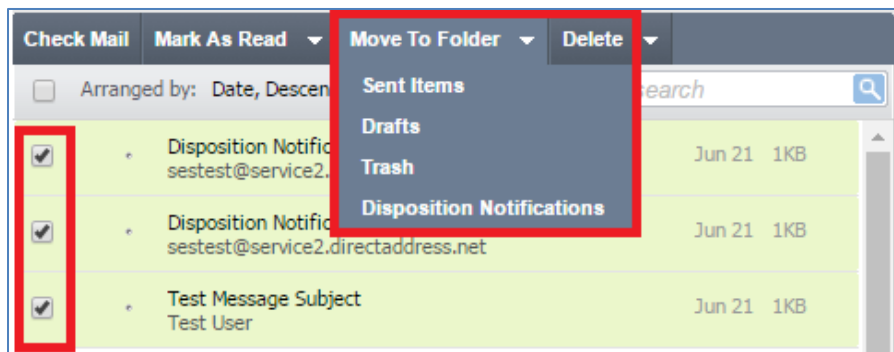 Check Mail Mark As Read Move To Folder Delete
Arranged by: Date, Descen
Sent Items
earch
Drafts
Trash
Disposition Notifications
Disposition Notific
Jun 21 1KB
sestest@service2.
Disposition Notific
Jun 21 1KB
sestest@service2.directaddress.net
Test Message Subject
Jun 21 1KB
Test User